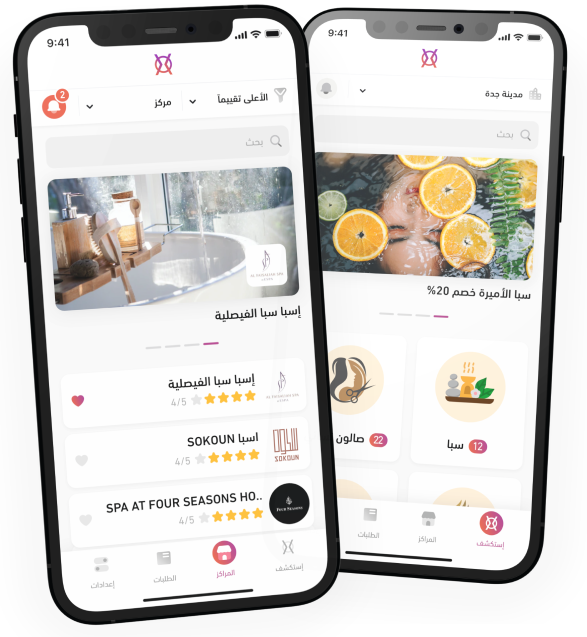 9:41
2
مركز
الأعلى تقييماً
بحث
إسبا سبا الفيصلية
إسبا سبا الفيصلية
4/5
اسبا SOKOUN
4/5
السكون
SOKOUN
SPA AT FOUR SEASONS HO..
4/5
FOUR SEASONS
إستكشف
المراكز
الطلبات
إعدادات
9:41
مدينة جدة
بحث
سبا الأميرة خصم 20%
12 سبا
22 صالون
إستكشف
المراكز
الطلبات